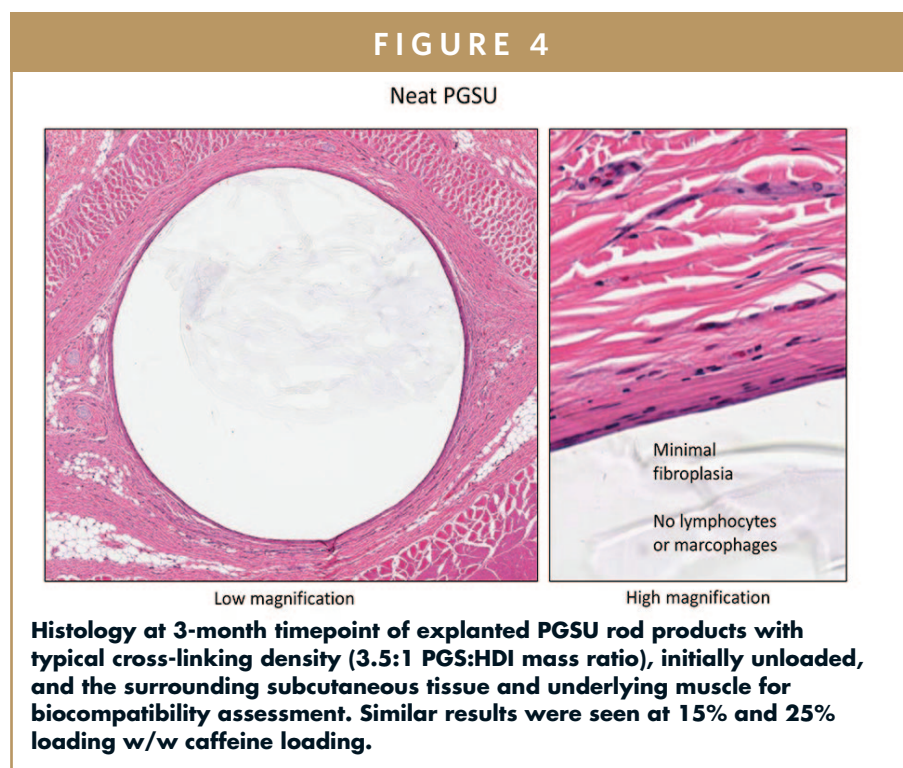 FIGURE 4
Neat PGSU
Minimal
fibroplasia
No lymphocytes
or marcophages
Low magnification
High magnification
Histology at 3-month timepoint of explanted PGSU rod products with
typical cross-linking density (3.5:1 PGS:HDI mass ratio), initially unloaded,
and the surrounding subcutaneous tissue and underlying muscle for
biocompatibility assessment. Similar results were seen at 15% and 25%
loading w/w caffeine loading.